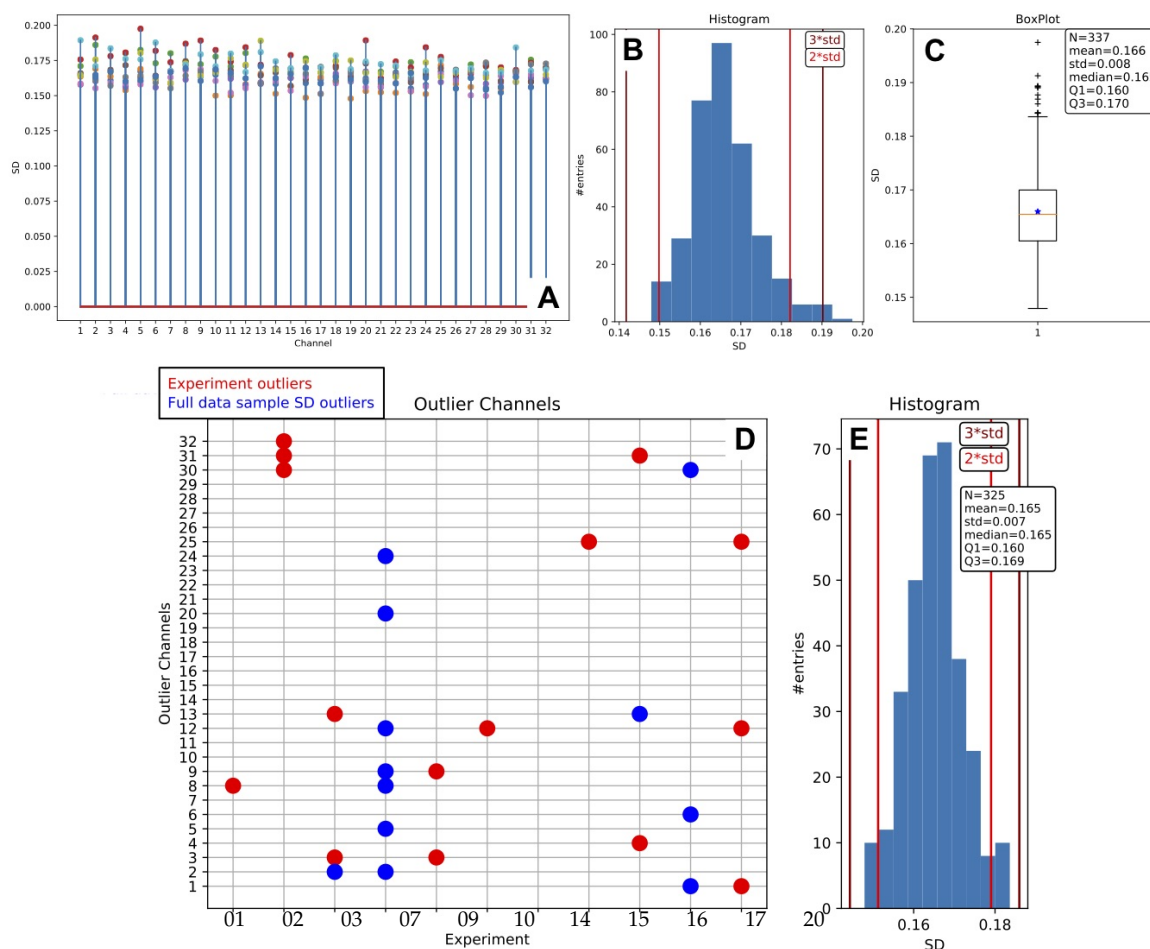 0.200
0.175
0.150
0.125
0.100
0.075
0.050
0.025
0.000
SD
1 2 3 4 5 6 7 8 9 10 11 12 13 14 15 16 17 18 19 20 21 22 23 24 25 26 27 28 29 30 31 32
Channel
A
Histogram
B
3*std
2*std
100
80
60
40
20
0
#entries
0.14 0.15 0.16 0.17 0.18 0.19 0.20
SD
BoxPlot
C
N=337
mean=0.166
std=0.008
median=0.16
Q1=0.160
Q3=0.170
0.20
0.19
0.18
0.17
0.16
0.15
SD
1
Experiment outliers
Full data sample SD outliers
Outlier Channels
D
32
31
30
29
28
27
26
25
24
23
22
21
20
19
18
17
16
15
14
13
12
11
10
9
8
7
6
5
4
3
2
1
Outlier Channels
01 02 03 07 09 10 14 15 16 17 20
Experiment
Histogram
E
3*std
2*std
N=325
mean=0.165
std=0.007
median=0.165
Q1=0.160
Q3=0.169
70
60
50
40
30
20
10
0
#entries
0.16 0.18
SD